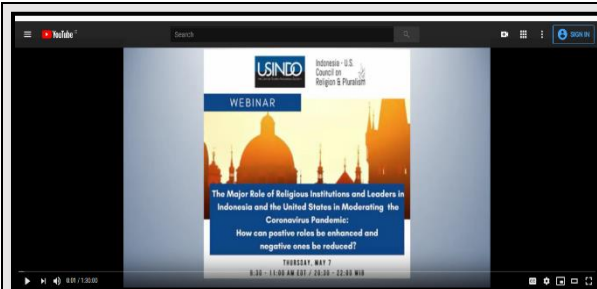 YouTube
Search
SIGN IN
USINDO
Indonesia - U.S.
Council on
Religion & Pluralism
WEBINAR
The Major Role of Religious Institutions and Leaders in
Indonesia and the United States in Moderating the
Coronavirus Pandemic:
How can postive roles be enhanced and
negative ones be reduced?
THURSDAY, MAY 7
9:30 - 11:00 AM EDT / 20:30 - 22:00 WIB
0:01 / 1:30:00